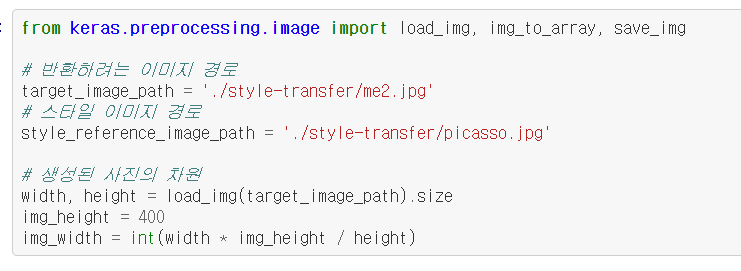 from keras.preprocessing.image import load_img, img_to_array, save_img
# 반환하려는 이미지 경로
target_image_path = './style-transfer/me2.jpg'
# 스타일 이미지 경로
style_reference_image_path = './style-transfer/picasso.jpg'
# 생성된 사진의 차원
width, height = load_img(target_image_path).size
img_height = 400
img_width = int(width * img_height / height)